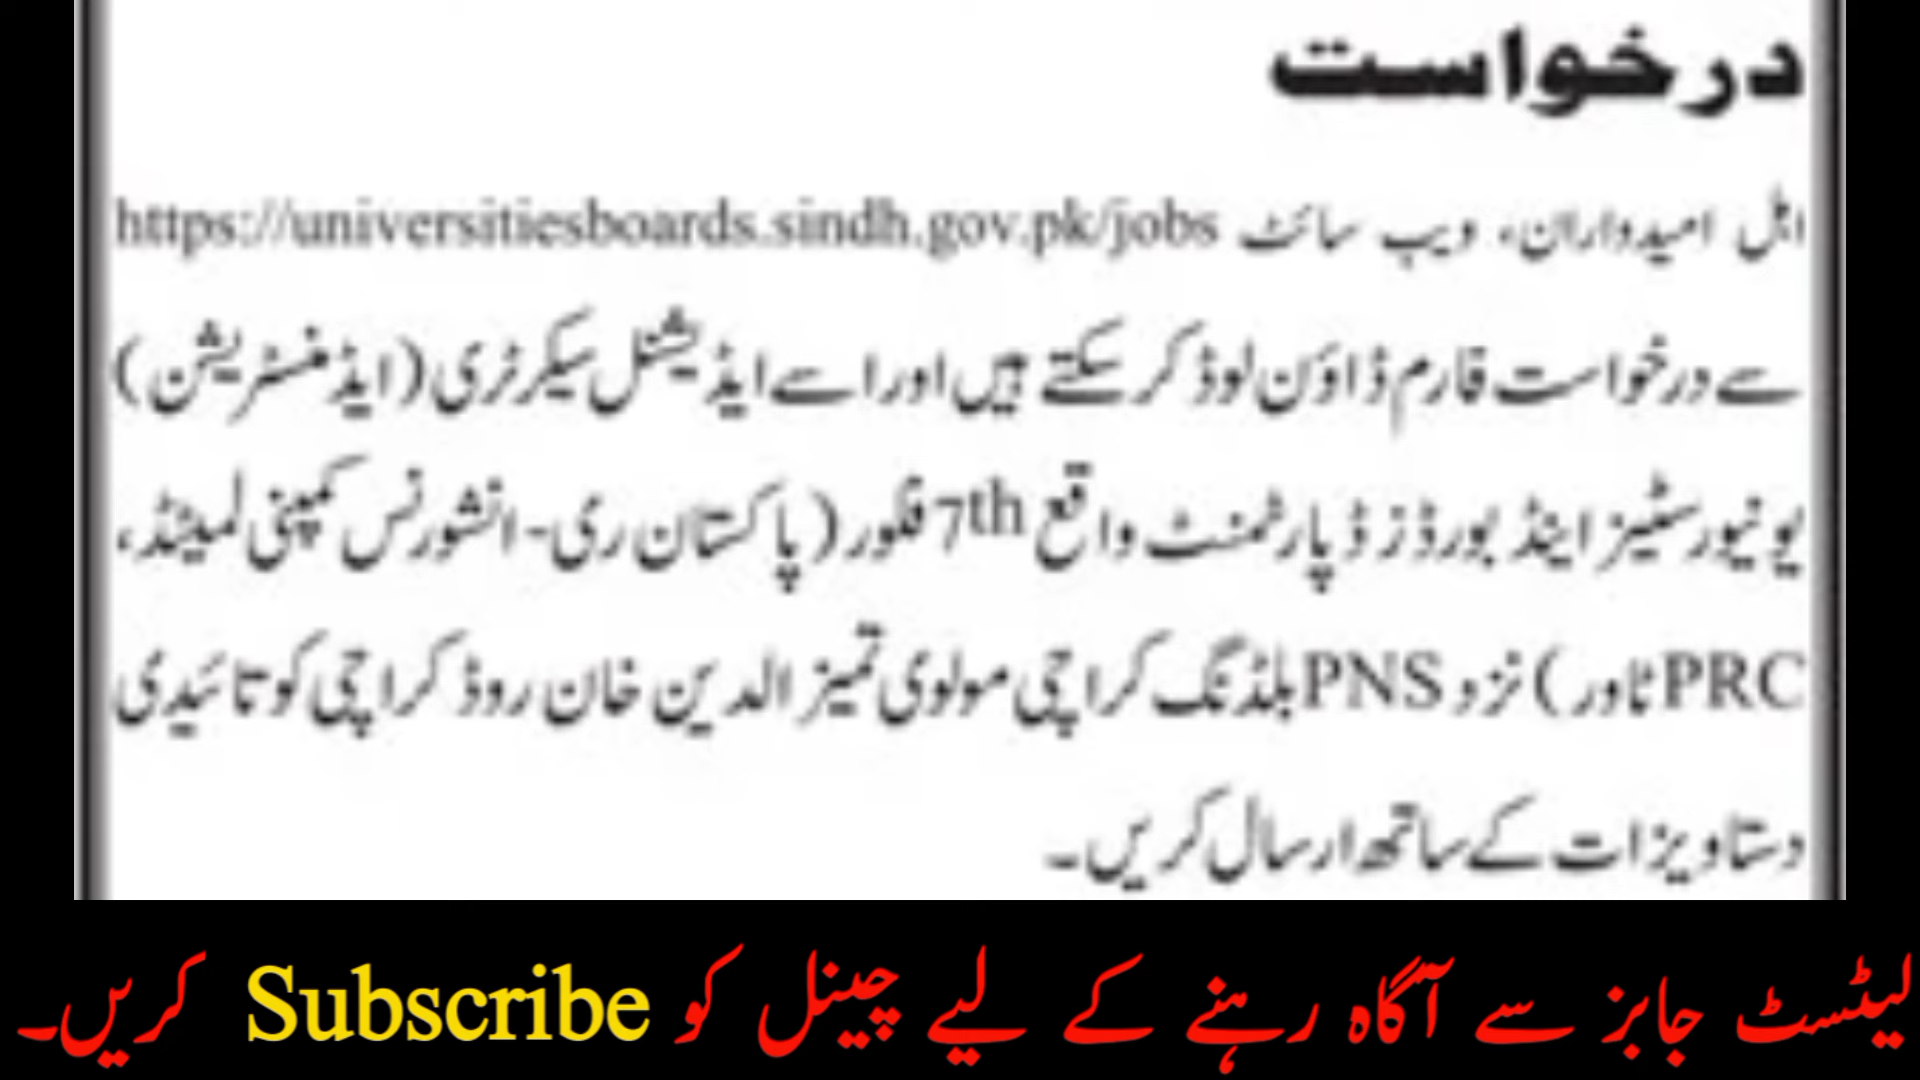 درخواست
اہل امیدواران، ویب سائٹ https://universitiesboards.sindh.gov.pk/jobs
سے درخواست فارم ڈاؤن لوڈ کر سکتے ہیں اور اسے ایڈیشنل سیکرٹری (ایڈمنسٹریشن)
یونیورسٹیز اینڈ بورڈز ڈپارٹمنٹ واقع 7th فلور (پاکستان ری-انشورنس کمپنی لمیٹڈ،
PRC ٹاور) نزد PNS بلڈنگ کراچی مولوی تمیز الدین خان روڈ کراچی کو تائیدی
دستاویزات کے ساتھ ارسال کریں۔
لیٹسٹ جابز سے آگاہ رہنے کے لیے چینل کو Subscribe کریں۔